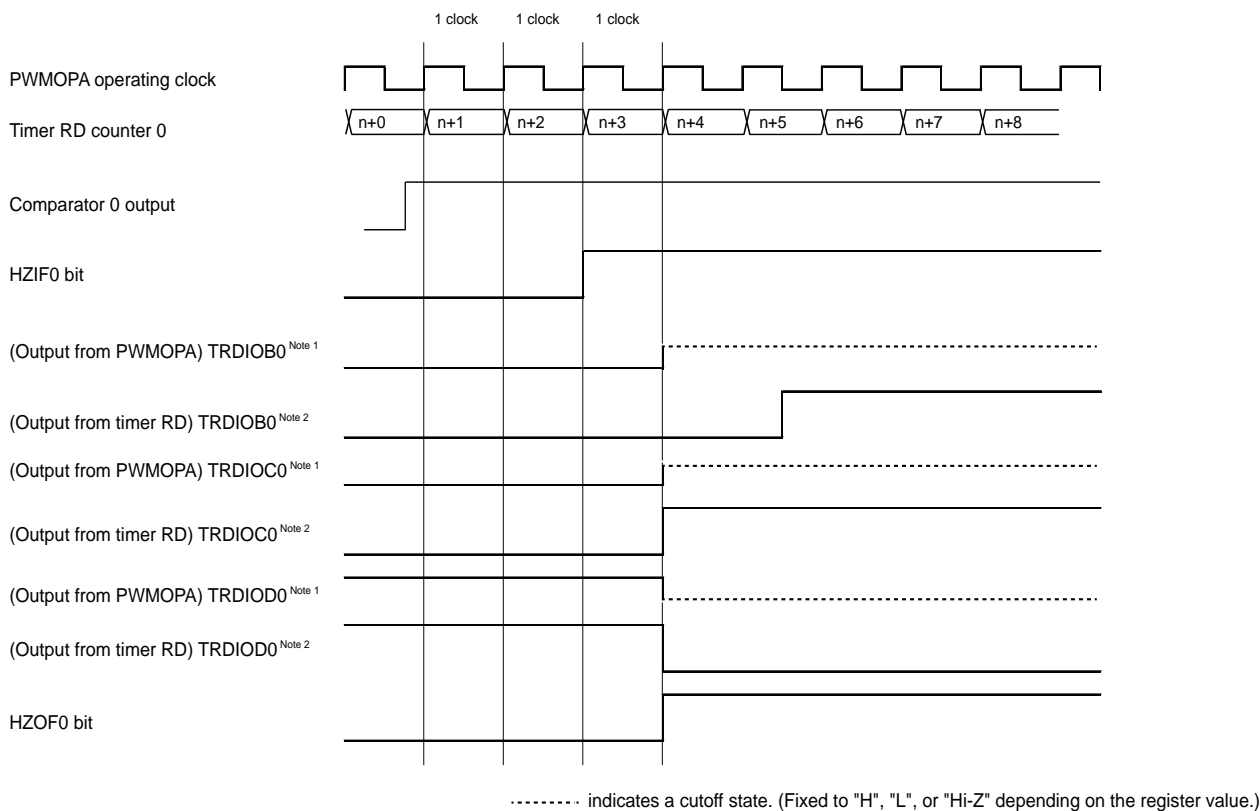 1 clock 1 clock 1 clock
PWMOPA operating clock
Timer RD counter 0 n+0 n+1 n+2 n+3 n+4 n+5 n+6 n+7 n+8
Comparator 0 output
HZIF0 bit
(Output from PWMOPA) TRDIOB0 Note 1
(Output from timer RD) TRDIOB0 Note 2
(Output from PWMOPA) TRDIOC0 Note 1
(Output from timer RD) TRDIOC0 Note 2
(Output from PWMOPA) TRDIOD0 Note 1
(Output from timer RD) TRDIOD0 Note 2
HZOF0 bit
indicates a cutoff state. (Fixed to "H", "L", or "Hi-Z" depending on the register value.)